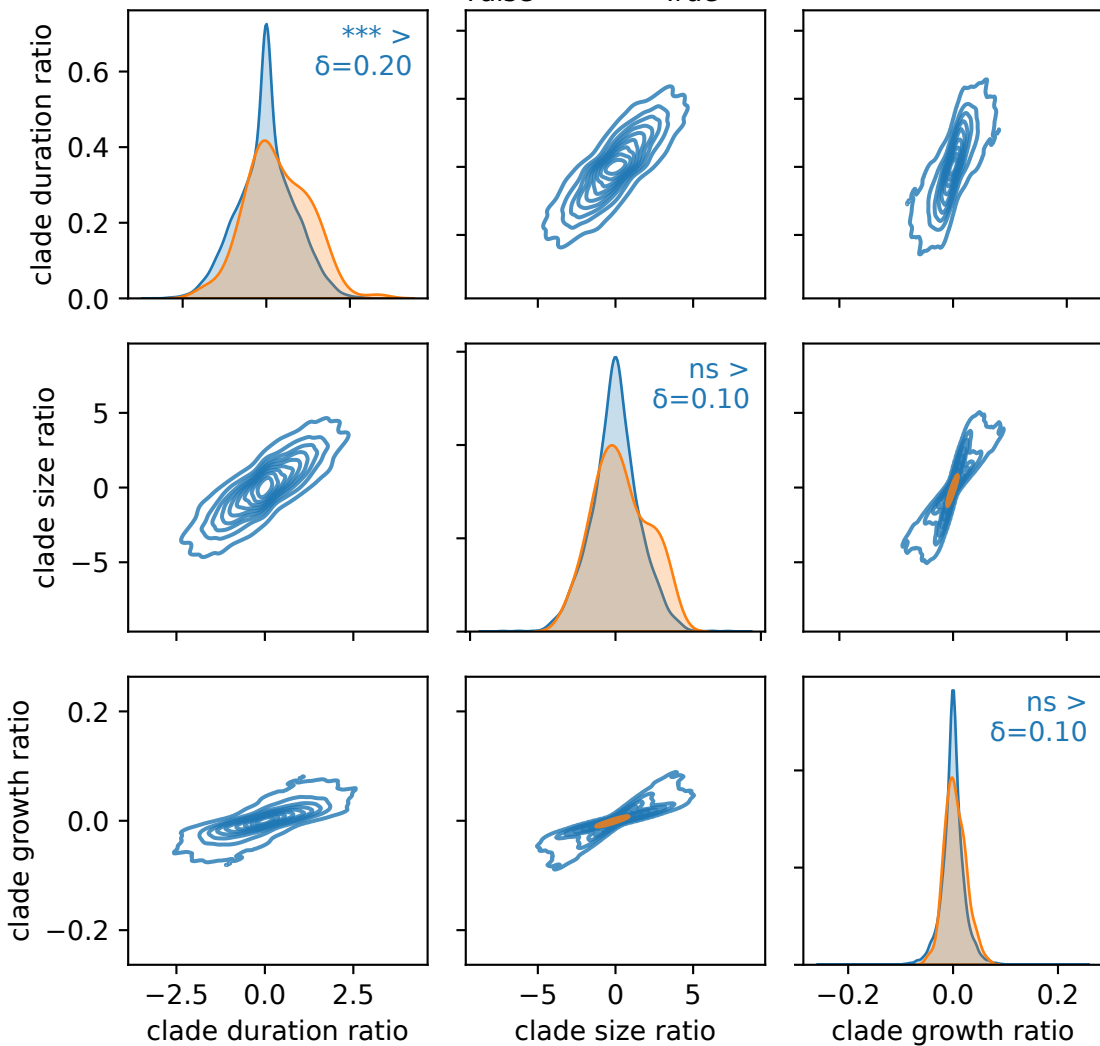 True
clade duration ratio
0.6
0.4
0.2
0.0
*** >
δ=0.20
clade size ratio
5
0
−5
ns >
δ=0.10
clade growth ratio
0.2
0.0
−0.2
ns >
δ=0.10
−2.5 0.0 2.5
−5 0 5
−0.2 0.0 0.2
clade duration ratio
clade size ratio
clade growth ratio